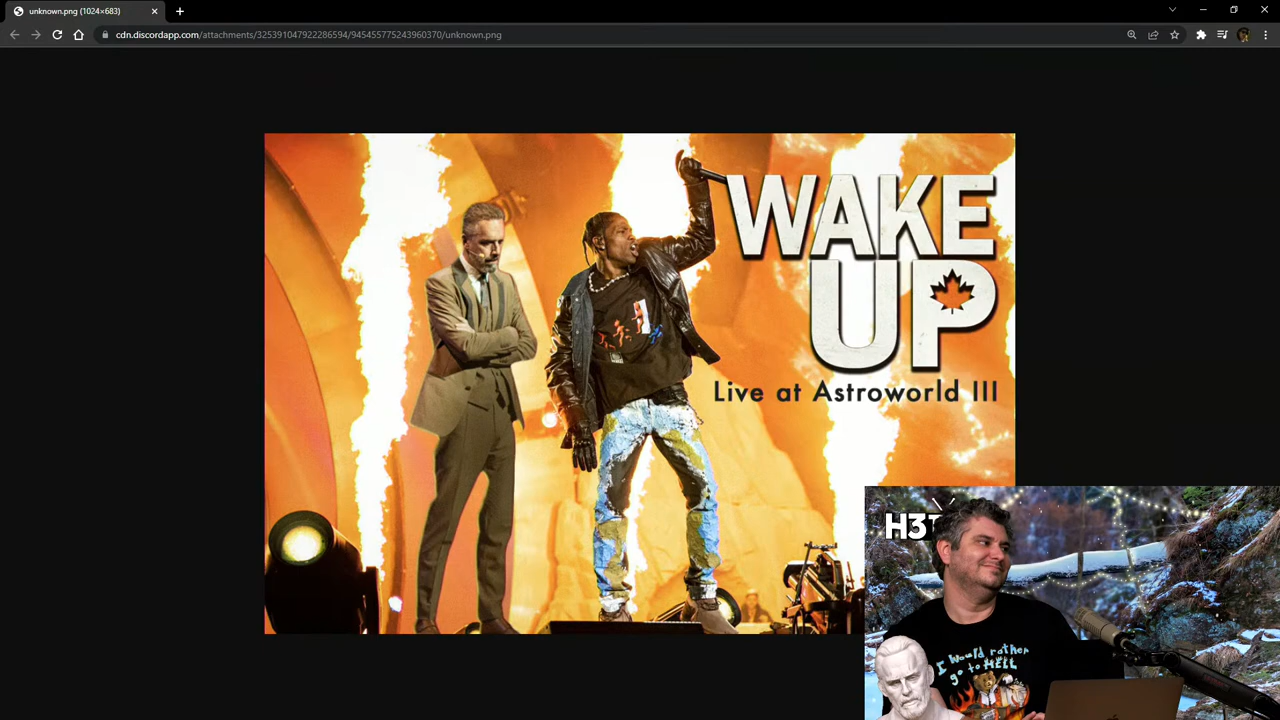 unknown.png (1024×683)
cdn.discordapp.com/attachments/325391047922286594/945455775243960370/unknown.png
WAKE
UP
Live at Astroworld III
H3
I would rather
go to HELL